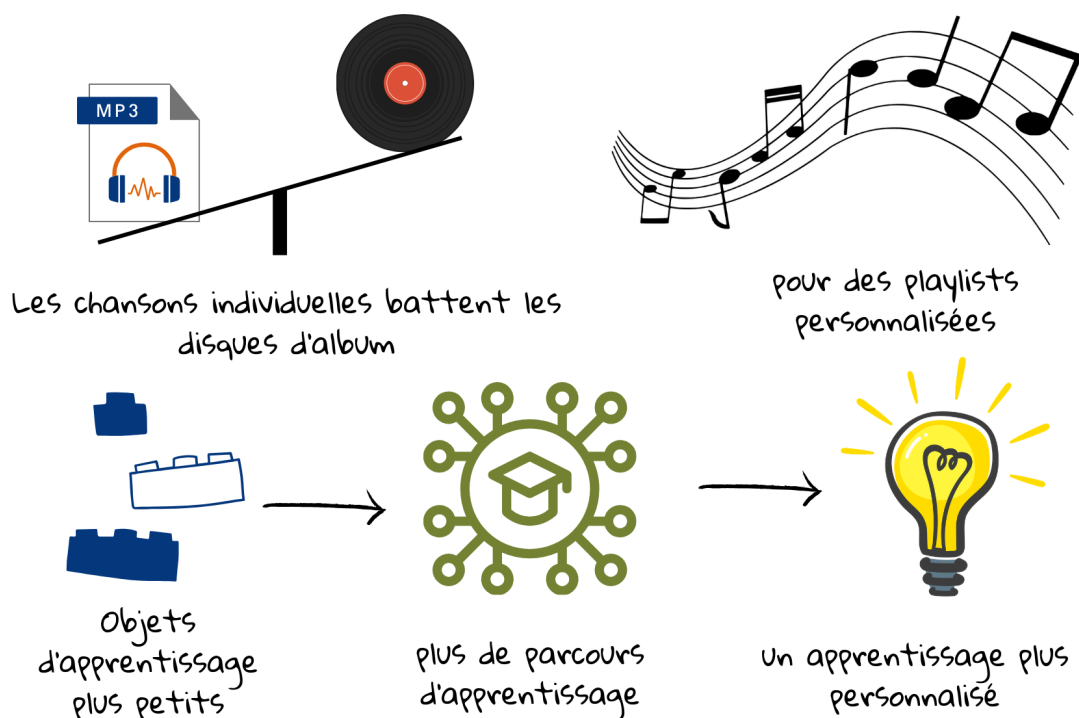 MP3
Les chansons individuelles battent les
disques d'album
pour des playlists
personnalisées
Objets
d'apprentissage
plus petits
plus de parcours
d'apprentissage
un apprentissage plus
personnalisé